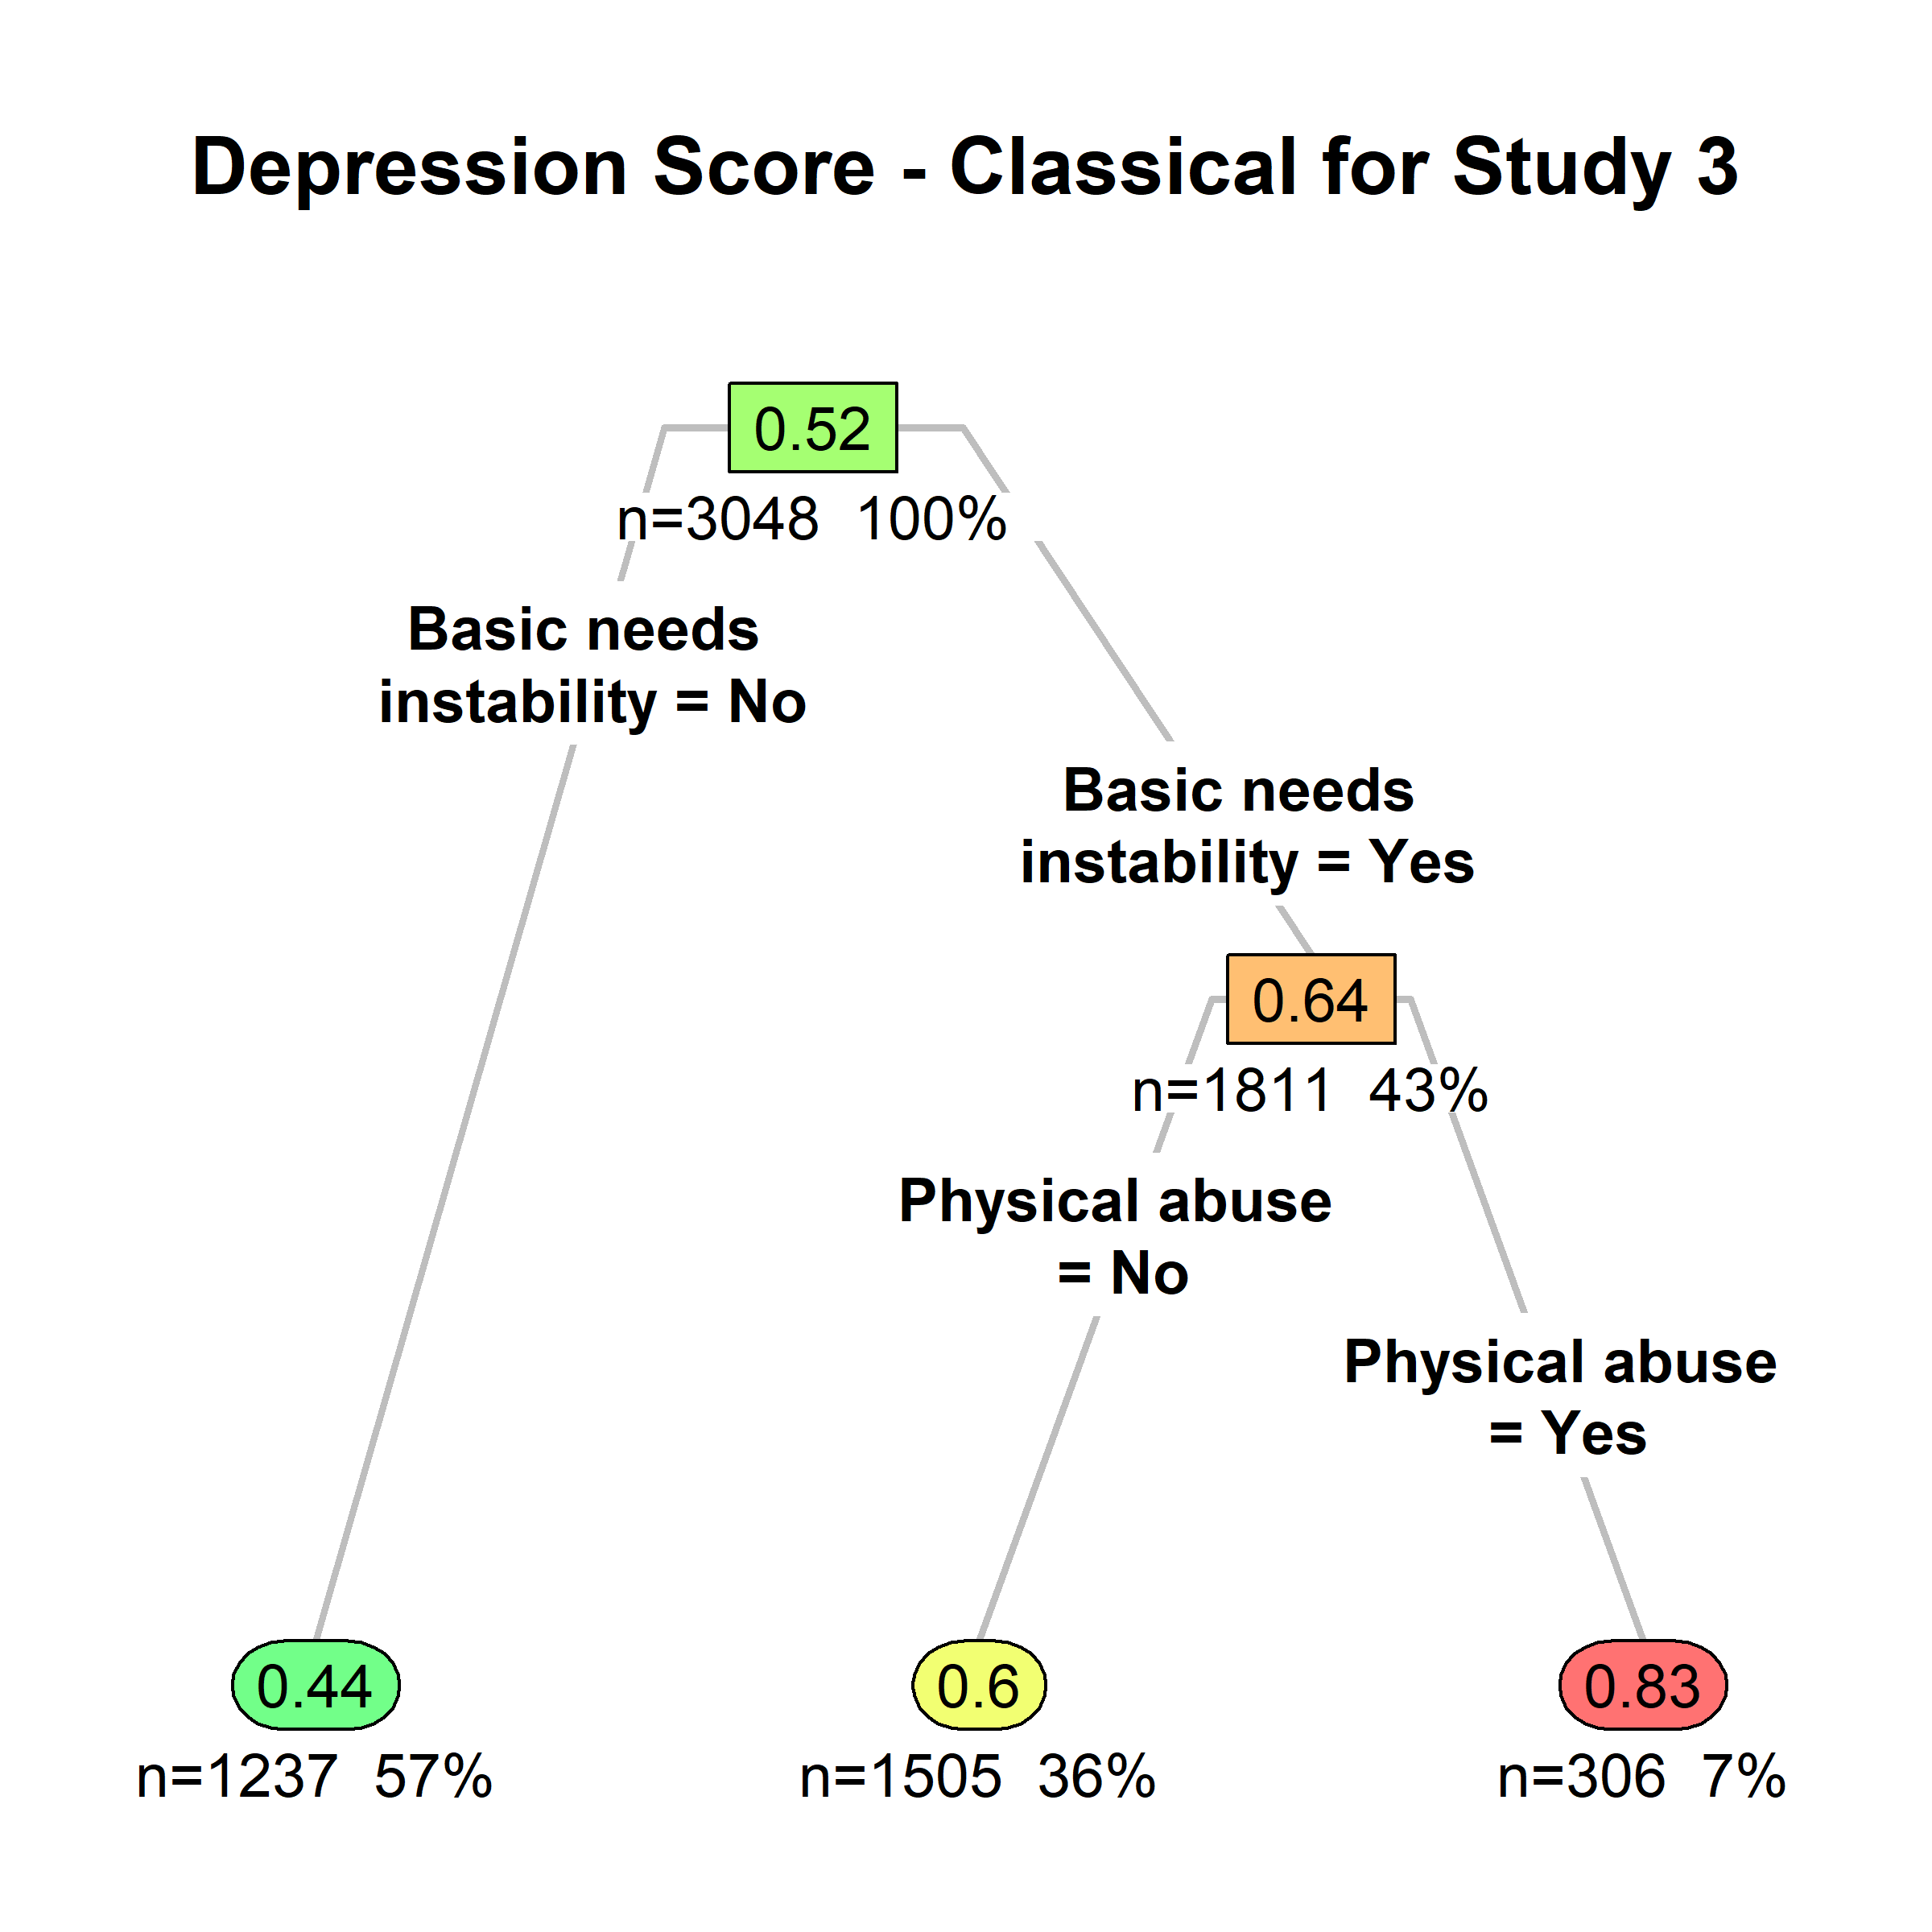 Depression Score - Classical for Study 3
0.52
n=3048 100%
Basic needs
instability = No
Basic needs
instability = Yes
0.64
n=1811 43%
Physical abuse
= No
Physical abuse
= Yes
0.44
0.6
0.83
n=1237 57%
n=1505 36%
n=306 7%